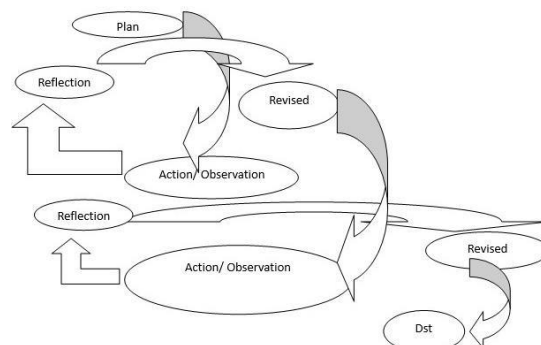 Plan
Reflection
Revised
Action/ Observation
Reflection
Revised
Action/ Observation
Dst